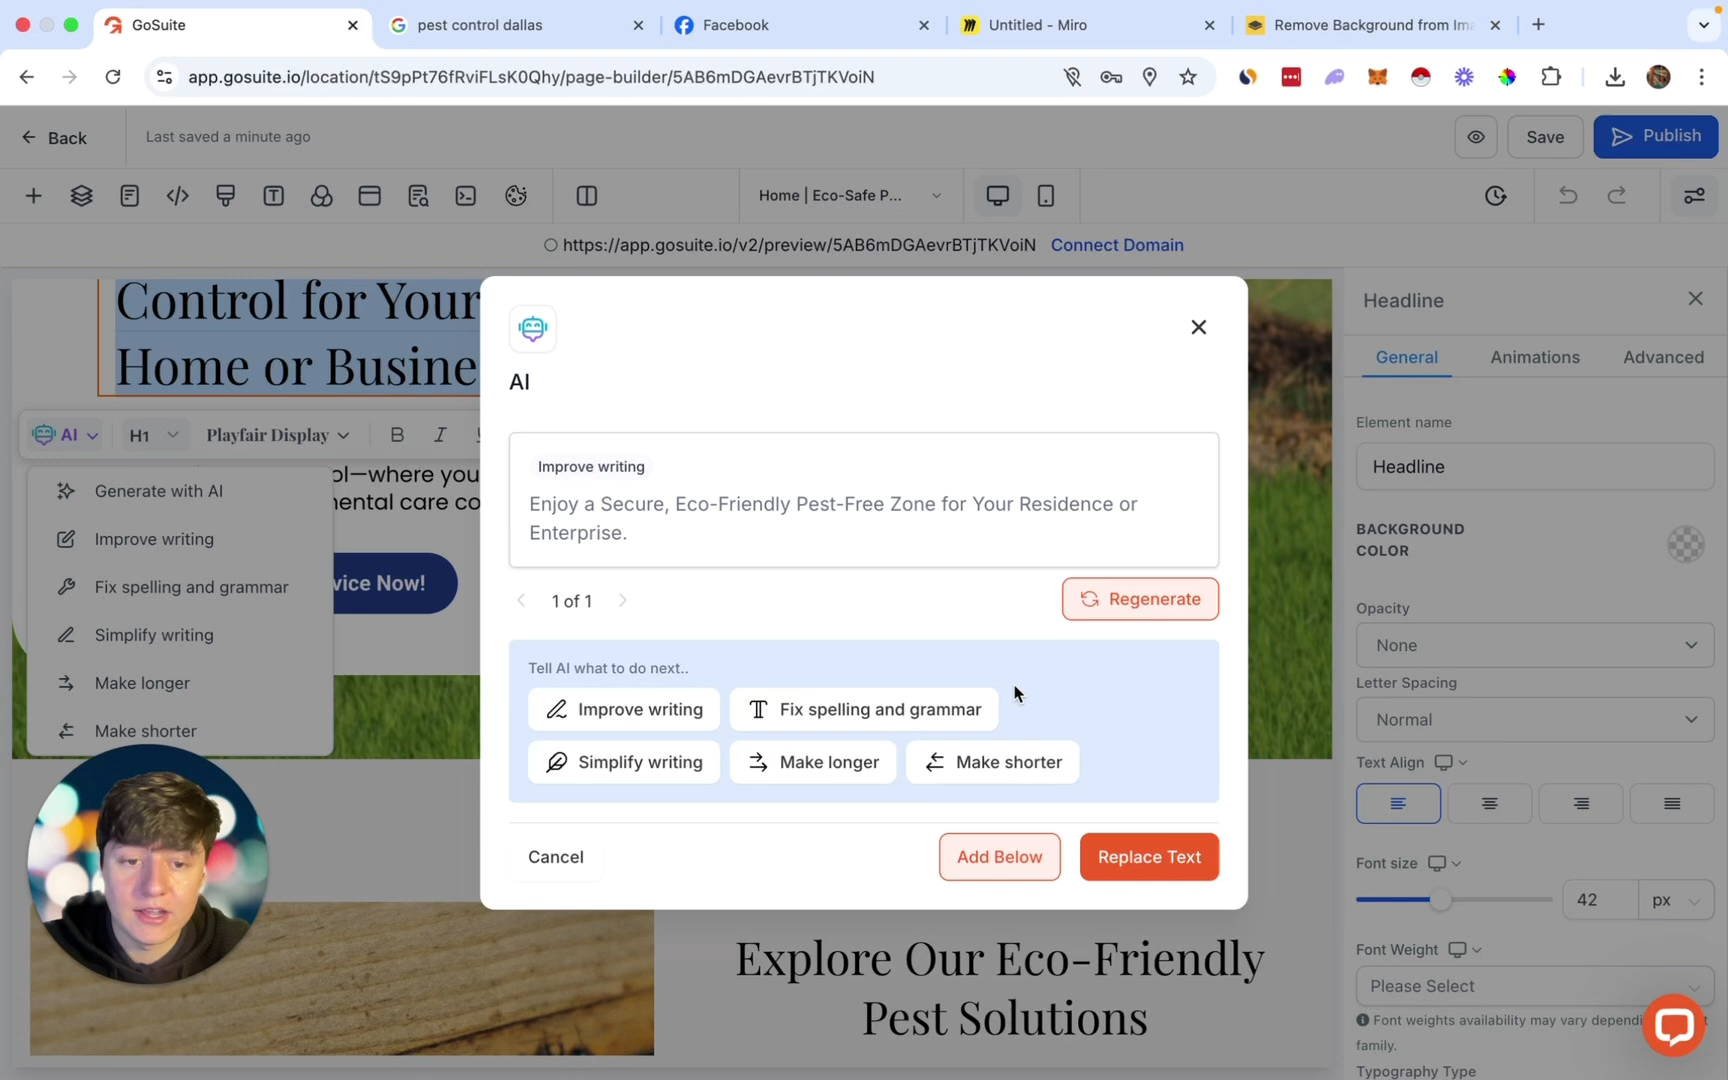 GoSuite
pest control dallas
Facebook
Untitled - Miro
Remove Background from Ima
app.gosuite.io/location/tS9pPt76fRviFLsK0Qhy/page-builder/5AB6mDGAevrBTjTKVoiN
Back
Last saved a minute ago
Save
Publish
Home | Eco-Safe P...
https://app.gosuite.io/v2/preview/5AB6mDGAevrBTjTKVoiN Connect Domain
Control for Your
Home or Busine
AI
H1
Playfair Display
B
I
ol—where you
mental care co
vice Now!
Generate with AI
Improve writing
Fix spelling and grammar
Simplify writing
Make longer
Make shorter
AI
Improve writing
Enjoy a Secure, Eco-Friendly Pest-Free Zone for Your Residence or
Enterprise.
1 of 1
Regenerate
Tell AI what to do next..
Improve writing
Fix spelling and grammar
Simplify writing
Make longer
Make shorter
Cancel
Add Below
Replace Text
Explore Our Eco-Friendly
Pest Solutions
Headline
General
Animations
Advanced
Element name
Headline
BACKGROUND
COLOR
Opacity
None
Letter Spacing
Normal
Text Align
Font size
42
px
Font Weight
Please Select
Font weights availability may vary dependi
family.
Typography Type